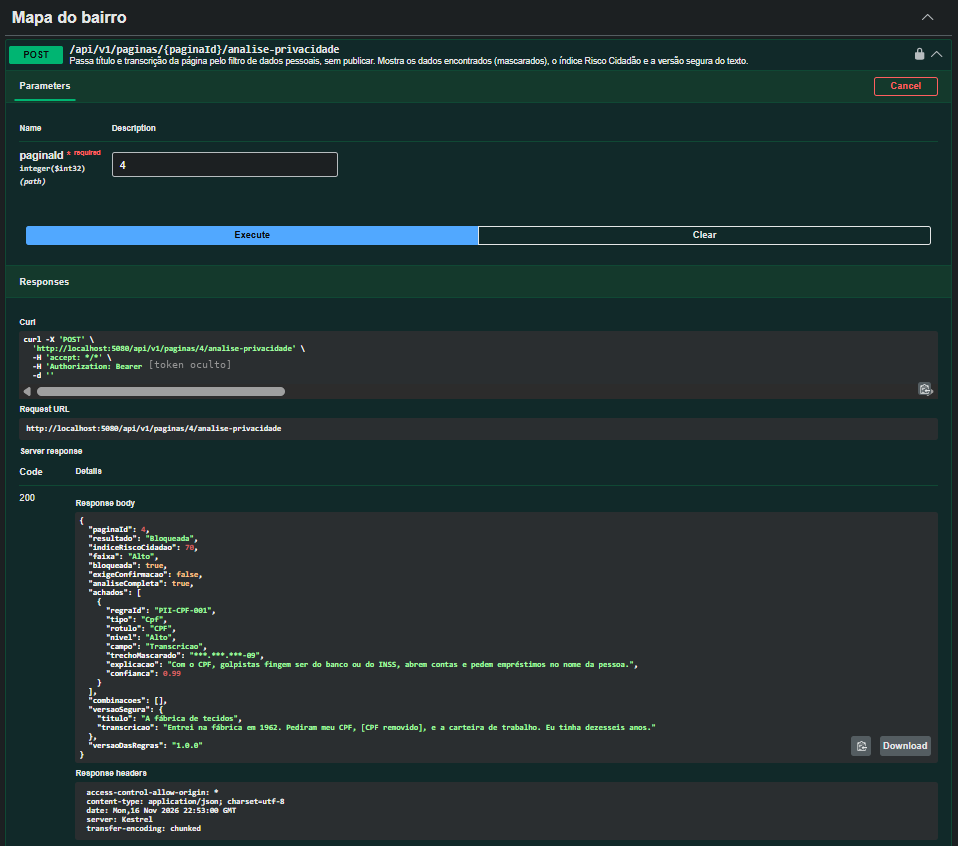 Mapa do bairro
POST /api/v1/paginas/{paginaId}/analise-privacidade
Passa título e transcrição da página pelo filtro de dados pessoais, sem publicar. Mostra os dados encontrados (mascarados), o índice Risco Cidadão e a versão segura do texto.
Parameters
Cancel
Name Description
paginaId * required
integer($int32)
(path)
4
Execute Clear
Responses
Curl
curl -X 'POST' \
'http://localhost:5080/api/v1/paginas/4/analise-privacidade' \
-H 'accept: */*' \
-H 'Authorization: Bearer [token oculto]
-d ''
Request URL
http://localhost:5080/api/v1/paginas/4/analise-privacidade
Server response
Code Details
200
Response body
{
"paginaId": 4,
"resultado": "Bloqueada",
"indiceRiscoCidadao": 70,
"faixa": "Alto",
"bloqueada": true,
"exigeConfirmacao": false,
"analiseCompleta": true,
"achados": [
{
"regraId": "PII-CPF-001",
"tipo": "Cpf",
"rotulo": "CPF",
"nivel": "Alto",
"campo": "Transcricao",
"trechoMascarado": "***.***.***-09",
"explicacao": "Com o CPF, golpistas fingem ser do banco ou do INSS, abrem contas e pedem empréstimos no nome da pessoa.",
"confianca": 0.99
}
],
"combinacoes": [],
"versaoSegura": {
"titulo": "A fábrica de tecidos",
"transcricao": "Entrei na fábrica em 1962. Pediram meu CPF, [CPF removido], e a carteira de trabalho. Eu tinha dezesseis anos."
},
"versaoDasRegras": "1.0.0"
}
Download
Response headers
access-control-allow-origin: *
content-type: application/json; charset=utf-8
date: Mon,16 Nov 2026 22:53:00 GMT
server: Kestrel
transfer-encoding: chunked